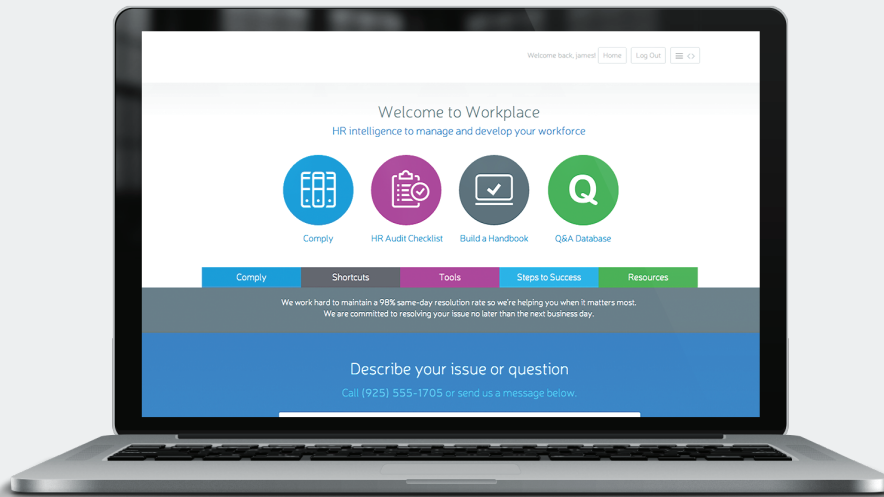 Welcome back, james! Home Log Out
Welcome to Workplace
HR intelligence to manage and develop your workforce
Q
Comply HR Audit Checklist Build a Handbook Q&A Database
Comply Shortcuts Tools Steps to Success Resources
We work hard to maintain a 98% same-day resolution rate so we're helping you when it matters most.
We are committed to resolving your issue no later than the next business day.
Describe your issue or question
Call (925) 555-1705 or send us a message below.